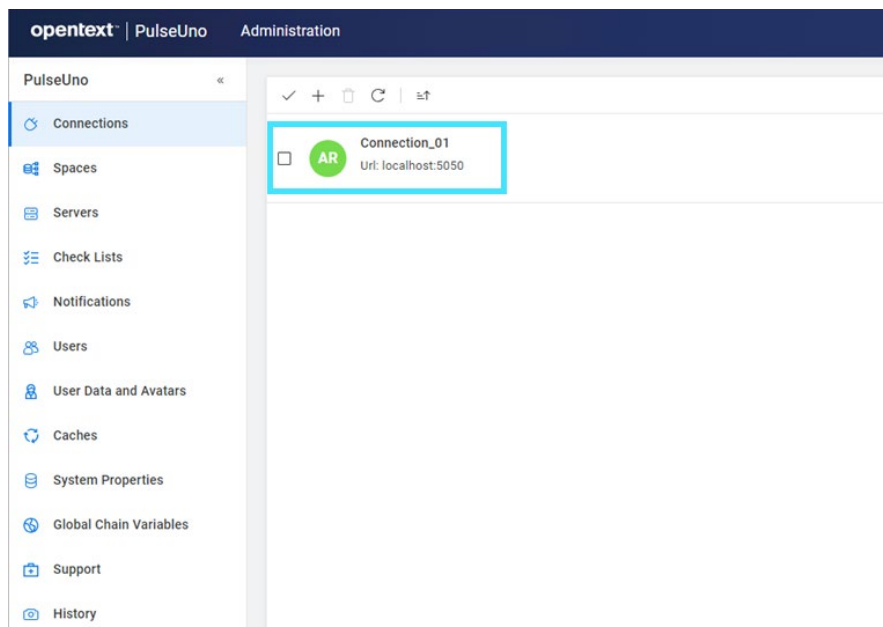 opentext™ | PulseUno Administration
PulseUno «
Connections
Spaces
Servers
Check Lists
Notifications
Users
User Data and Avatars
Caches
System Properties
Global Chain Variables
Support
History
AR
Connection_01
Url: localhost:5050